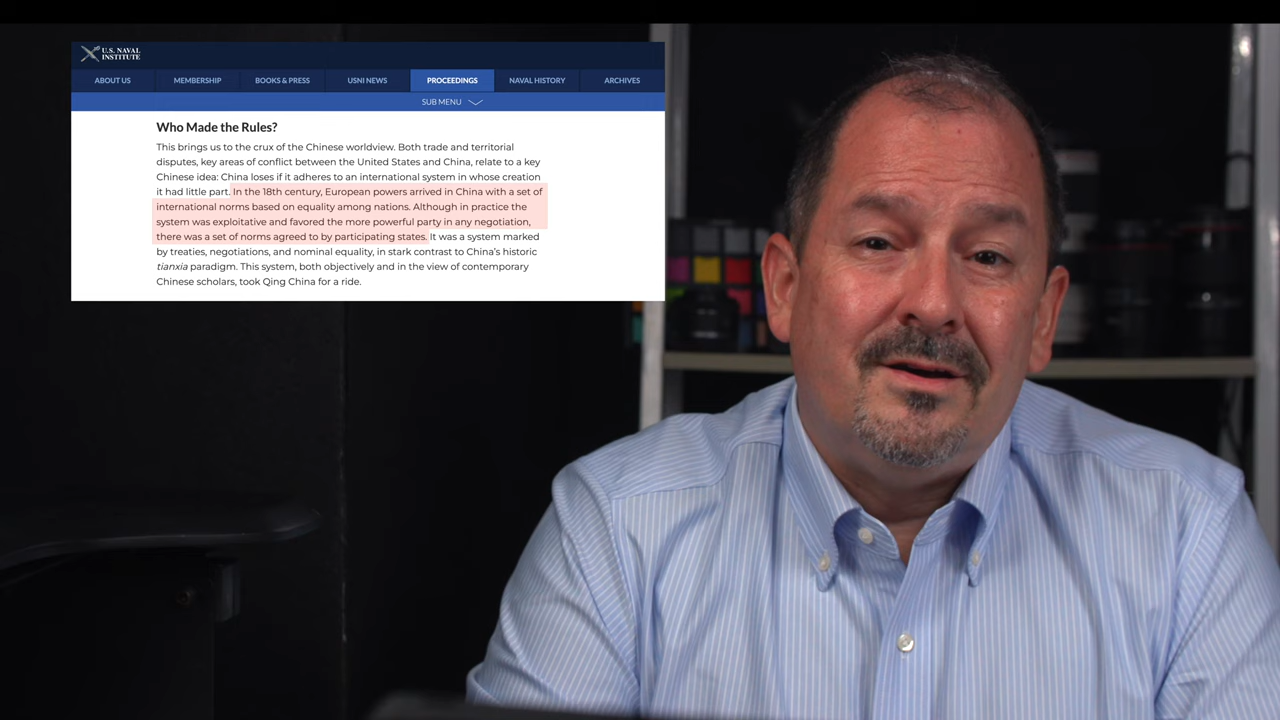 U.S. NAVAL
INSTITUTE
ABOUT US MEMBERSHIP BOOKS & PRESS USNI NEWS PROCEEDINGS NAVAL HISTORY ARCHIVES
SUB MENU
Who Made the Rules?
This brings us to the crux of the Chinese worldview. Both trade and territorial
disputes, key areas of conflict between the United States and China, relate to a key
Chinese idea: China loses if it adheres to an international system in whose creation
it had little part. In the 18th century, European powers arrived in China with a set of
international norms based on equality among nations. Although in practice the
system was exploitative and favored the more powerful party in any negotiation,
there was a set of norms agreed to by participating states. It was a system marked
by treaties, negotiations, and nominal equality, in stark contrast to China's historic
tianxia paradigm. This system, both objectively and in the view of contemporary
Chinese scholars, took Qing China for a ride.